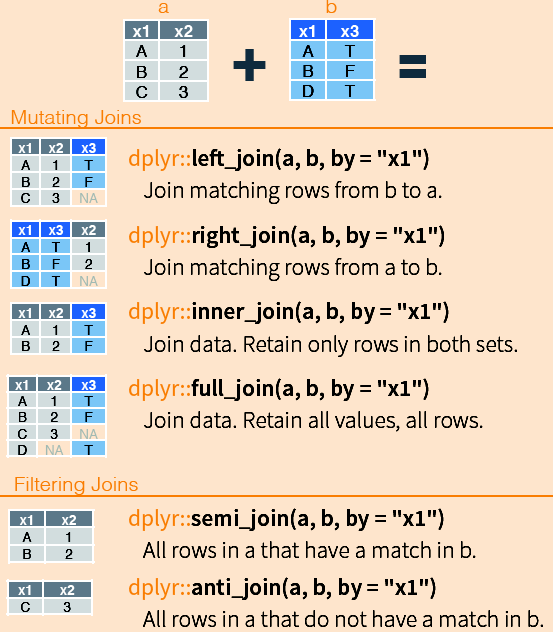 a b
x1 x2 x1 x3
A 1 A T
B 2 + B F =
C 3 D T
Mutating Joins
x1 x2 x3
A 1 T
B 2 F
C 3 NA
dplyr::left_join(a, b, by = "x1")
Join matching rows from b to a.
x1 x3 x2
A T 1
B F 2
D T NA
dplyr::right_join(a, b, by = "x1")
Join matching rows from a to b.
x1 x2 x3
A 1 T
B 2 F
dplyr::inner_join(a, b, by = "x1")
Join data. Retain only rows in both sets.
x1 x2 x3
A 1 T
B 2 F
C 3 NA
D NA T
dplyr::full_join(a, b, by = "x1")
Join data. Retain all values, all rows.
Filtering Joins
x1 x2
A 1
B 2
dplyr::semi_join(a, b, by = "x1")
All rows in a that have a match in b.
x1 x2
C 3
dplyr::anti_join(a, b, by = "x1")
All rows in a that do not have a match in b.